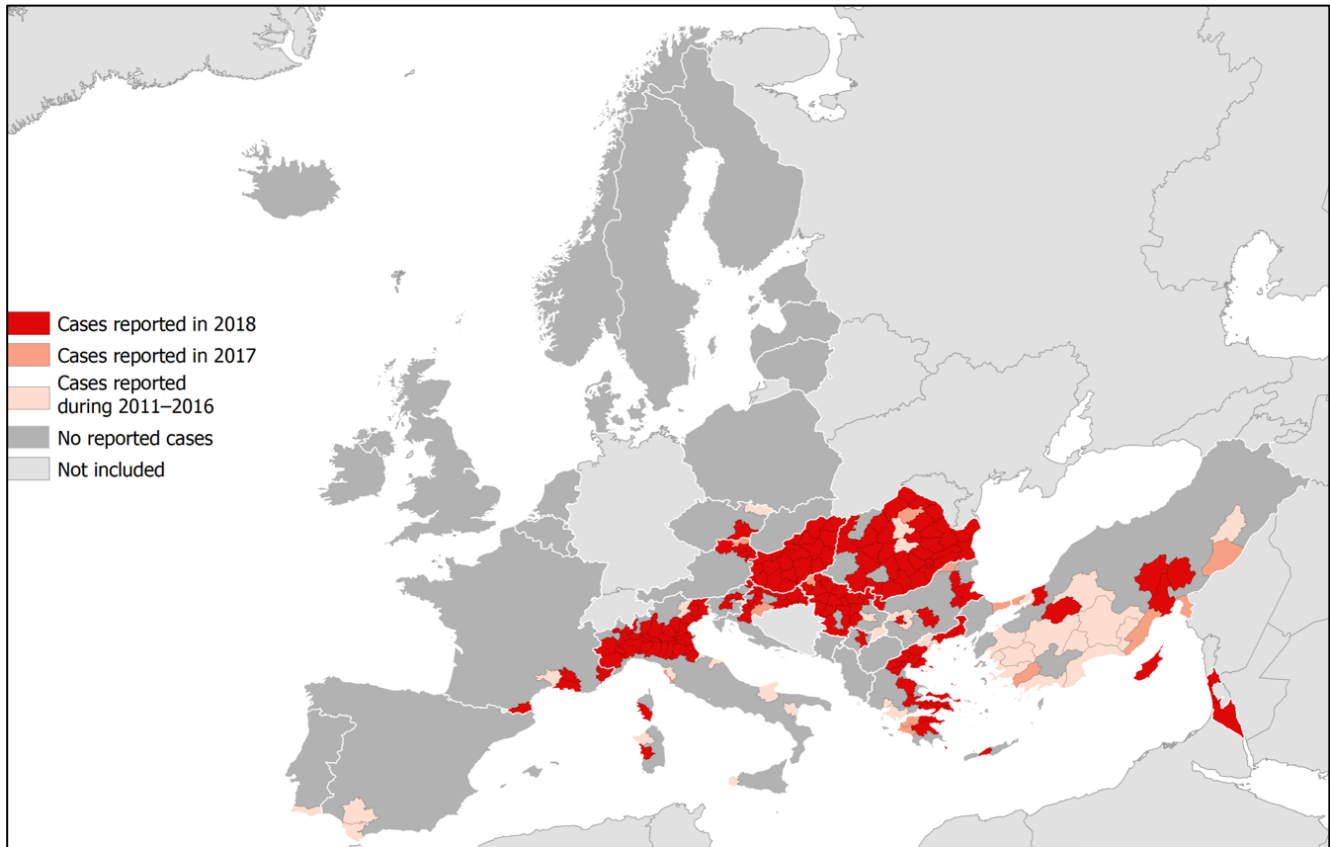 Cases reported in 2018
Cases reported in 2017
Cases reported
during 2011–2016
No reported cases
Not included